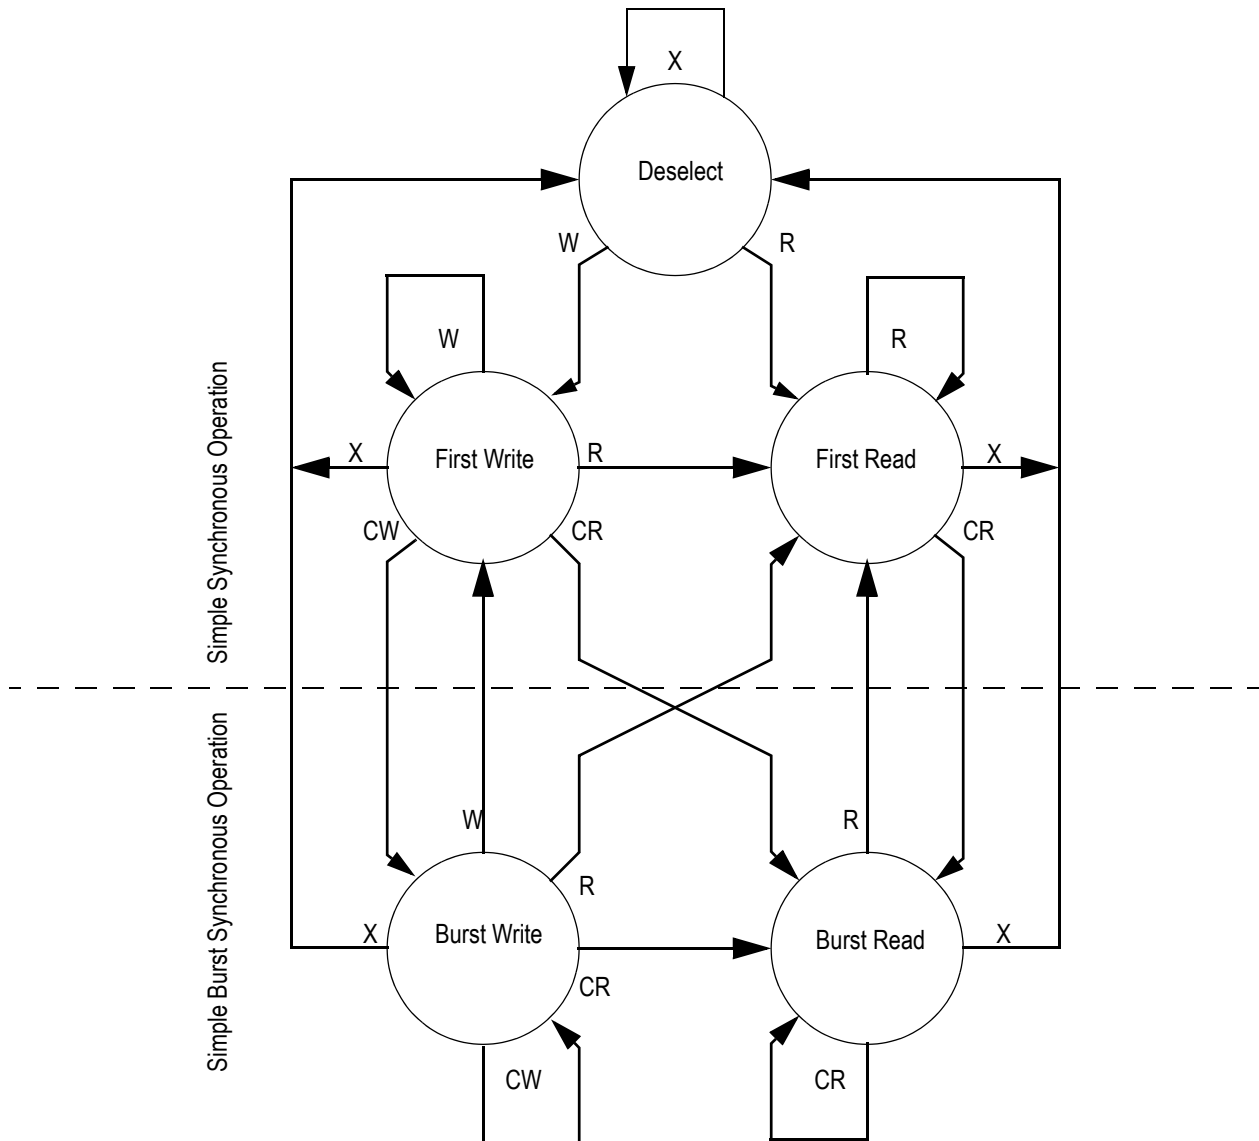 X
Deselect
W
R
W
R
Simple Synchronous Operation
X
First Write
R
First Read
X
CW
CR
CR
Simple Burst Synchronous Operation
W
R
R
X
Burst Write
Burst Read
X
CR
CW
CR